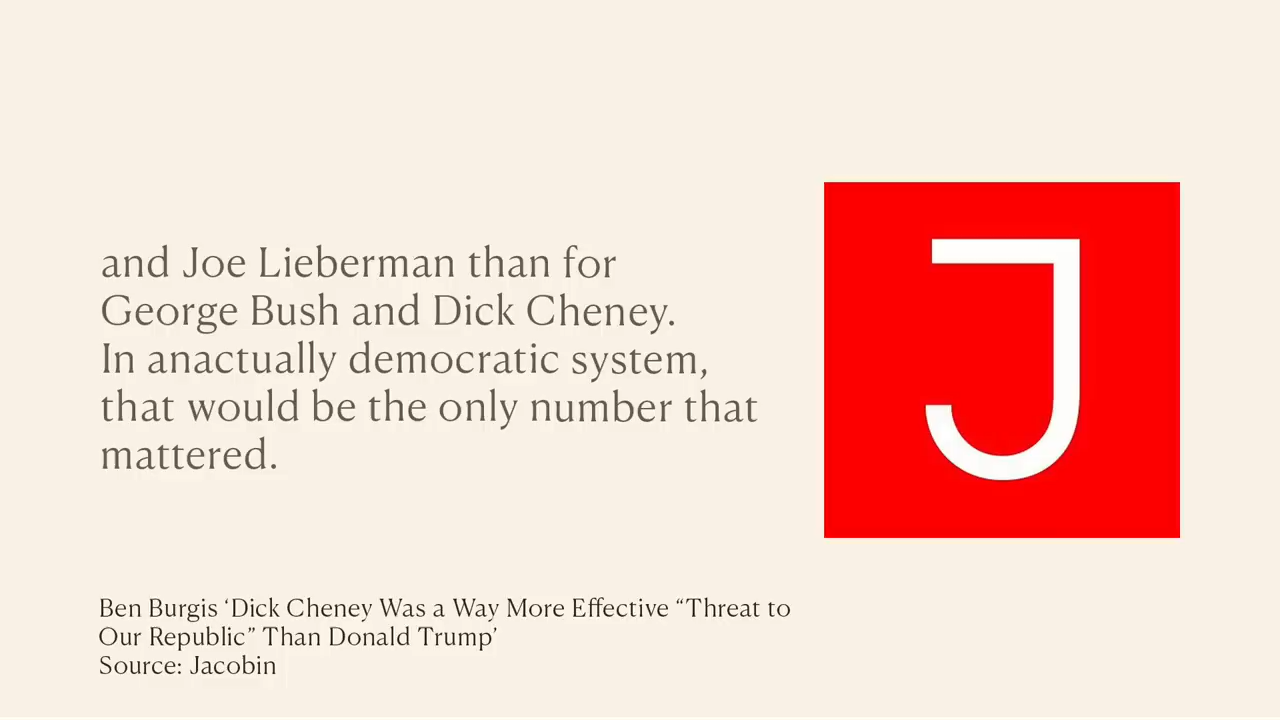 and Joe Lieberman than for
George Bush and Dick Cheney.
In anactually democratic system,
that would be the only number that
mattered.
J
Ben Burgis ‘Dick Cheney Was a Way More Effective “Threat to
Our Republic” Than Donald Trump’
Source: Jacobin